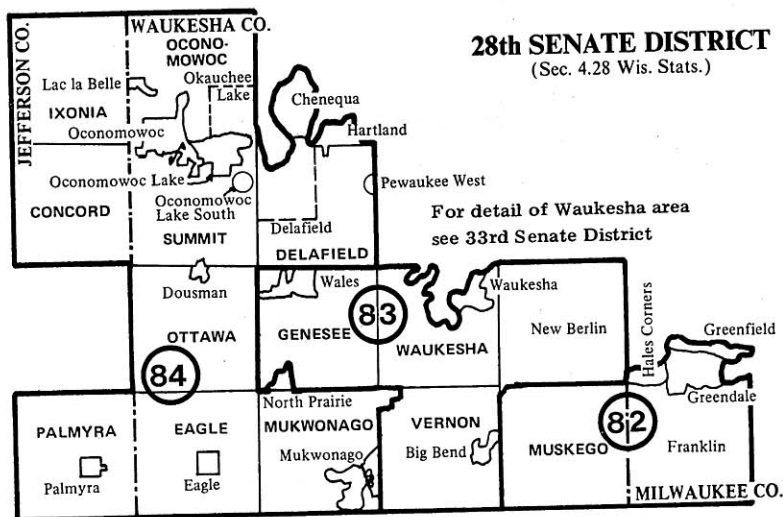 28th SENATE DISTRICT
(Sec. 4.28 Wis. Stats.)
JEFFERSON CO.
WAUKESHA CO.
OCONO-
MOWOC
Okauchee
Lake
Lac la Belle
IXONIA
Oconomowoc
Chenequa
Hartland
Oconomowoc Lake
Oconomowoc
Lake South
Pewaukee West
CONCORD
SUMMIT
Delafield
DELAFIELD
For detail of Waukesha area
see 33rd Senate District
Dousman
Wales
83
Waukesha
OTTAWA
GENESEE
WAUKESHA
New Berlin
Hales Corners
Greenfield
84
North Prairie
Greendale
PALMYRA
EAGLE
MUKWONAGO
VERNON
82
Mukwonago
Big Bend
MUSKEGO
Franklin
Palmyra
Eagle
MILWAUKEE CO.